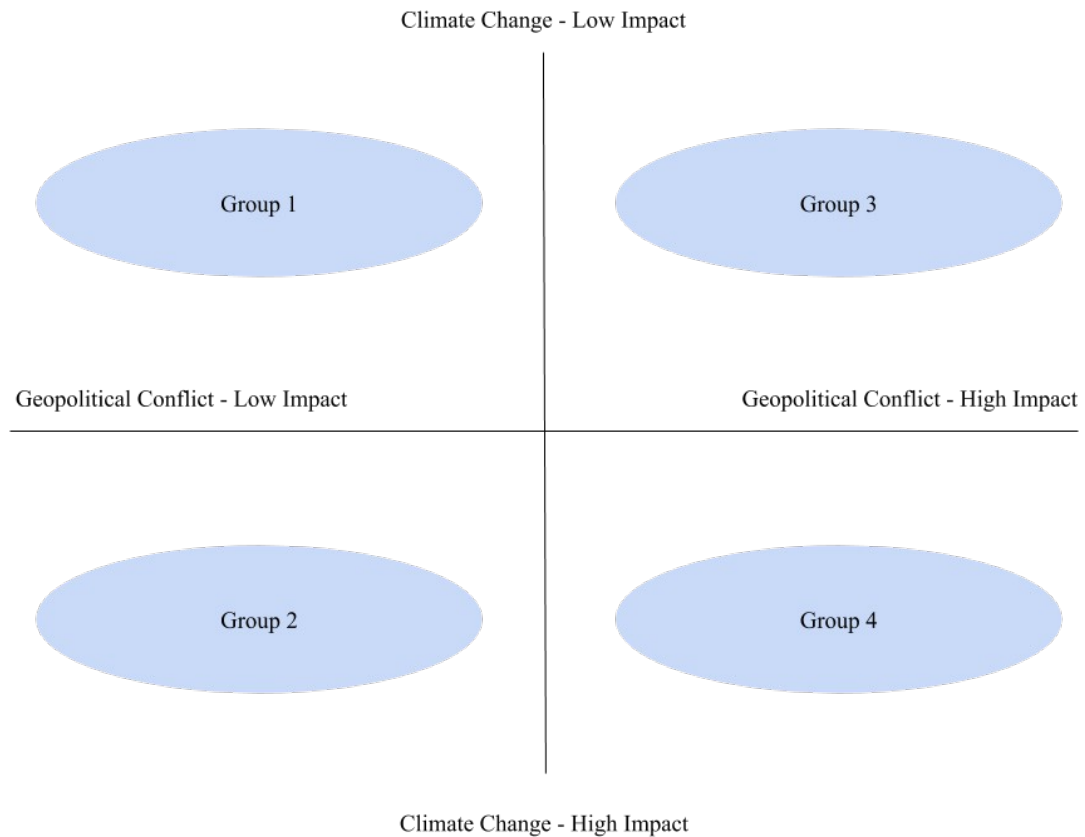 Climate Change - Low Impact
Group 1
Group 3
Geopolitical Conflict - Low Impact
Geopolitical Conflict - High Impact
Group 2
Group 4
Climate Change - High Impact